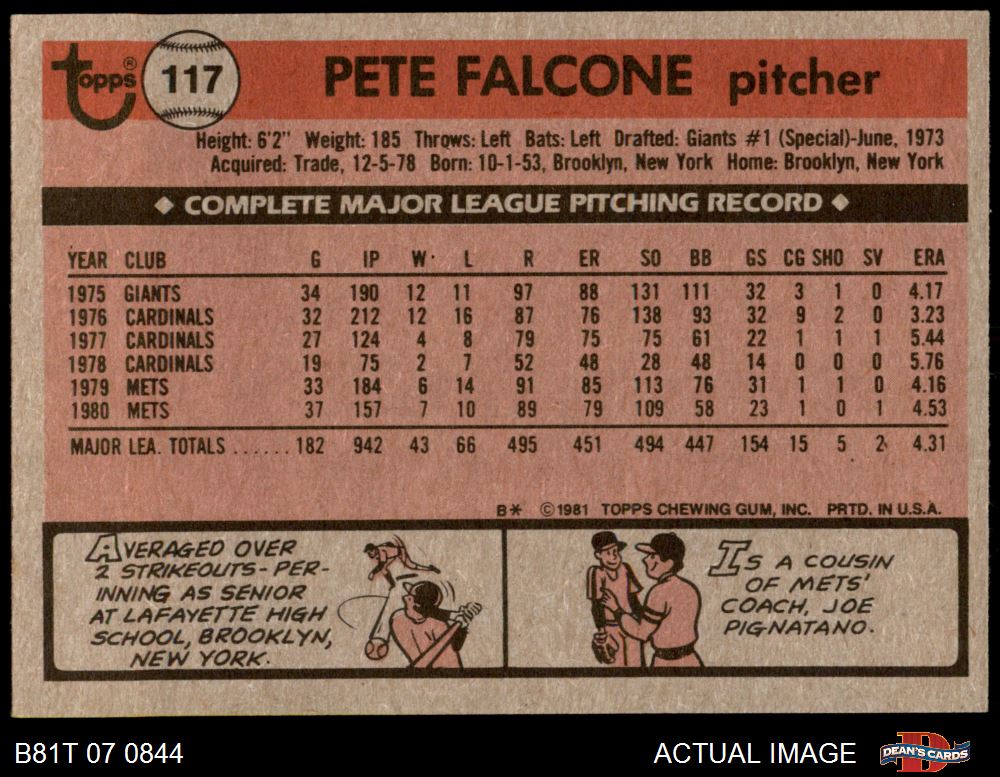 topps® 117 PETE FALCONE pitcher
Height: 6'2" Weight: 185 Throws: Left Bats: Left Drafted: Giants #1 (Special)-June, 1973
Acquired: Trade, 12-5-78 Born: 10-1-53, Brooklyn, New York Home: Brooklyn, New York
◆ COMPLETE MAJOR LEAGUE PITCHING RECORD ◆
YEAR CLUB G IP W L R ER SO BB GS CG SHO SV ERA
1975 GIANTS 34 190 12 11 97 88 131 111 32 3 1 0 4.17
1976 CARDINALS 32 212 12 16 87 76 138 93 32 9 2 0 3.23
1977 CARDINALS 27 124 4 8 79 75 75 61 22 1 1 1 5.44
1978 CARDINALS 19 75 2 7 52 48 28 48 14 0 0 0 5.76
1979 METS 33 184 6 14 91 85 113 76 31 1 1 0 4.16
1980 METS 37 157 7 10 89 79 109 58 23 1 0 1 4.53
MAJOR LEA. TOTALS ...... 182 942 43 66 495 451 494 447 154 15 5 2 4.31
B* ©1981 TOPPS CHEWING GUM, INC. PRTD. IN U.S.A.
AVERAGED OVER
2 STRIKEOUTS-PER-
INNING AS SENIOR
AT LAFAYETTE HIGH
SCHOOL, BROOKLYN,
NEW YORK.
IS A COUSIN
OF METS'
COACH, JOE
PIGNATANO.
B81T 07 0844 ACTUAL IMAGE DEAN'S CARDS